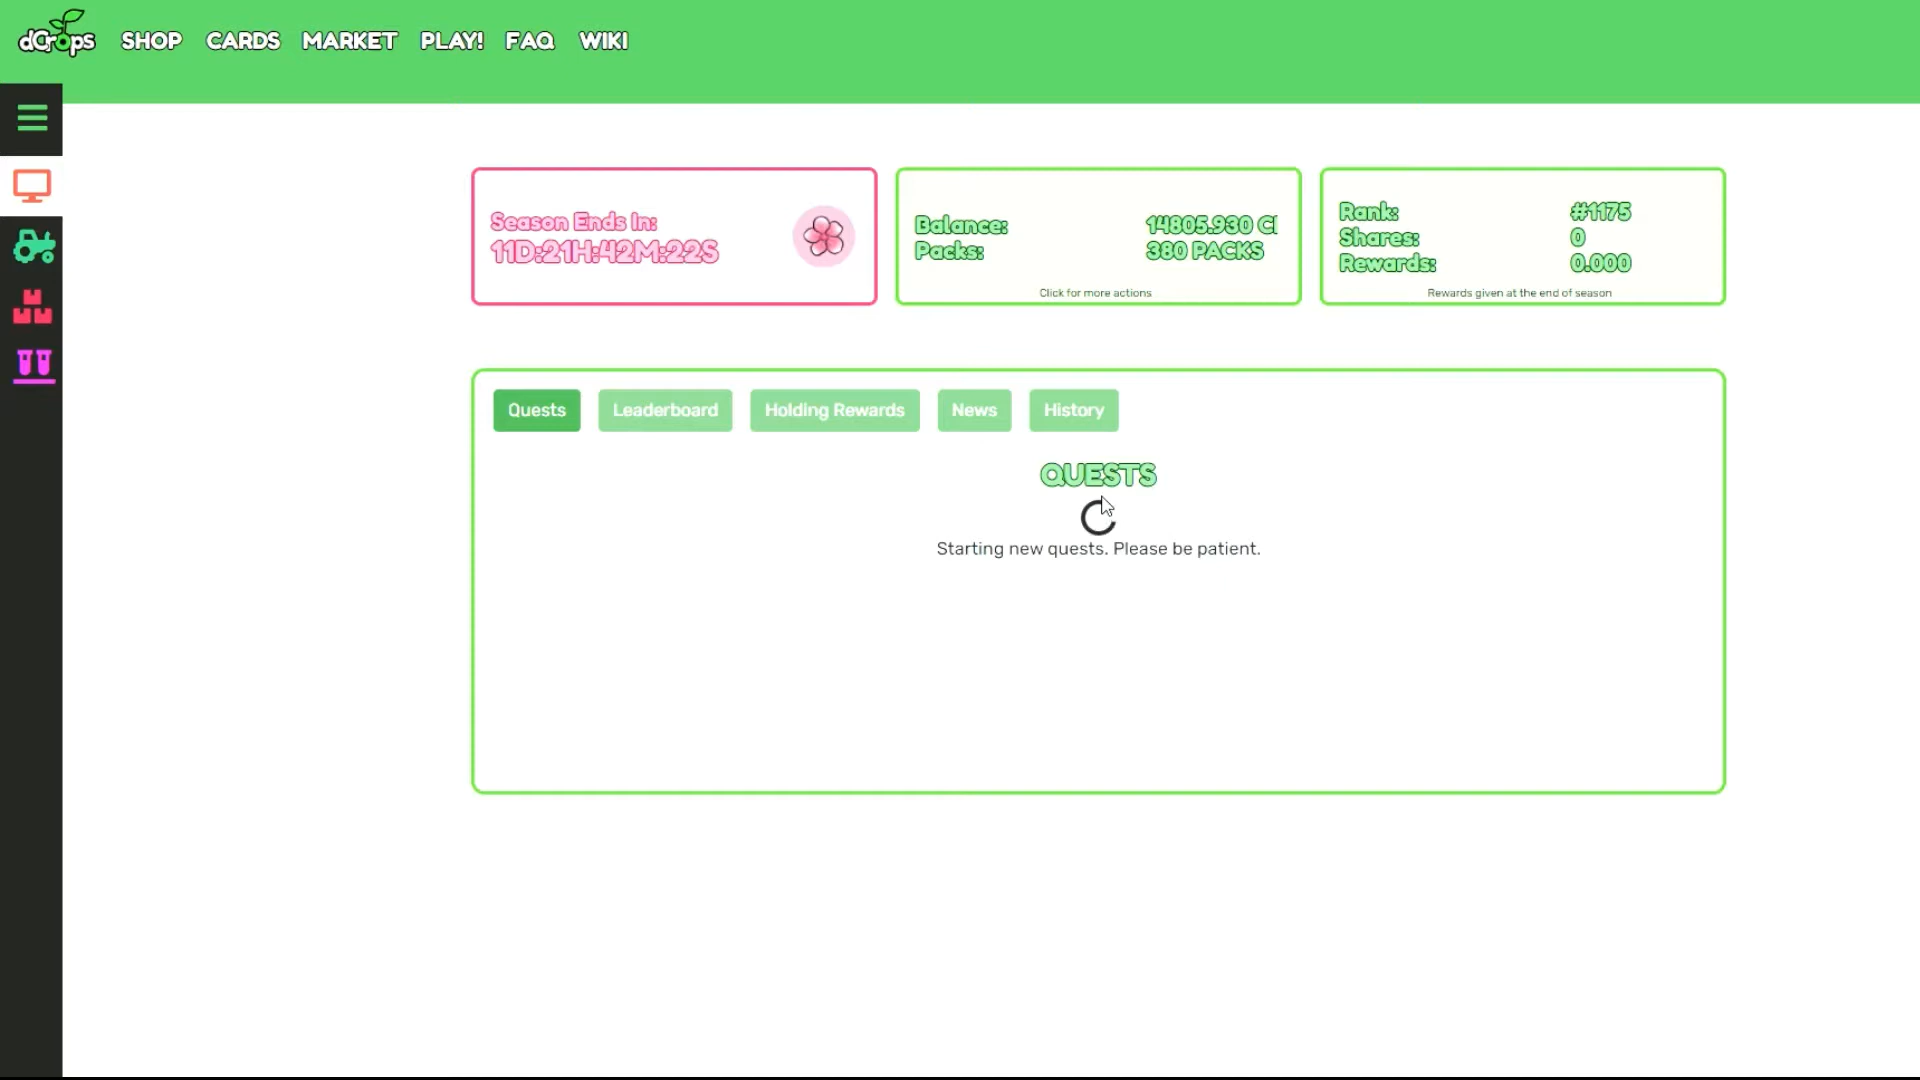 dCrops
SHOP CARDS MARKET PLAY! FAQ WIKI
Season Ends In:
11D:21H:42M:22S
Balance: 14805.930 C
Packs: 380 PACKS
Click for more actions
Rank: #1175
Shares: 0
Rewards: 0.000
Rewards given at the end of season
Quests Leaderboard Holding Rewards News History
QUESTS
Starting new quests. Please be patient.